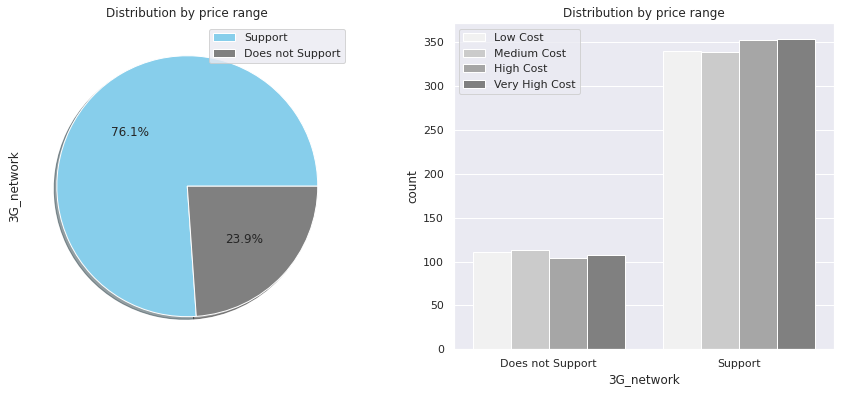 Distribution by price range
Support
Does not Support
76.1%
23.9%
3G_network
Distribution by price range
Low Cost
Medium Cost
High Cost
Very High Cost
350
300
250
200
150
100
50
0
count
Does not Support
Support
3G_network